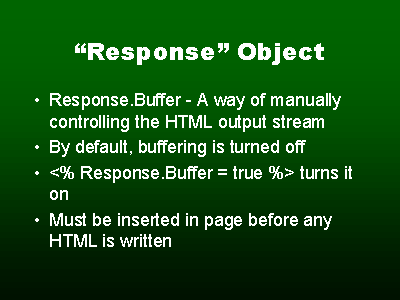 “Response” Object
• Response.Buffer - A way of manually
controlling the HTML output stream
• By default, buffering is turned off
• <% Response.Buffer = true %> turns it
on
• Must be inserted in page before any
HTML is written